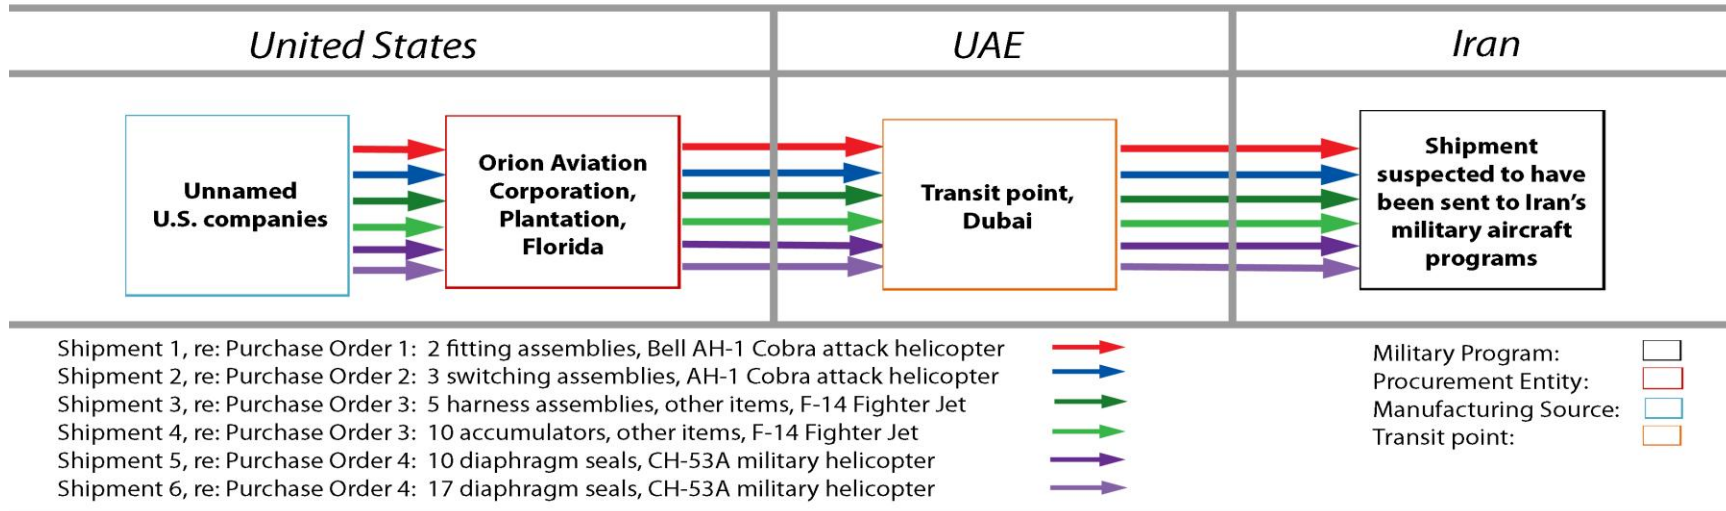 United States
UAE
Iran
Unnamed
U.S. companies
Orion Aviation
Corporation,
Plantation,
Florida
Transit point,
Dubai
Shipment
suspected to have
been sent to Iran’s
military aircraft
programs
Shipment 1, re: Purchase Order 1: 2 fitting assemblies, Bell AH-1 Cobra attack helicopter
Shipment 2, re: Purchase Order 2: 3 switching assemblies, AH-1 Cobra attack helicopter
Shipment 3, re: Purchase Order 3: 5 harness assemblies, other items, F-14 Fighter Jet
Shipment 4, re: Purchase Order 3: 10 accumulators, other items, F-14 Fighter Jet
Shipment 5, re: Purchase Order 4: 10 diaphragm seals, CH-53A military helicopter
Shipment 6, re: Purchase Order 4: 17 diaphragm seals, CH-53A military helicopter
Military Program:
Procurement Entity:
Manufacturing Source:
Transit point: